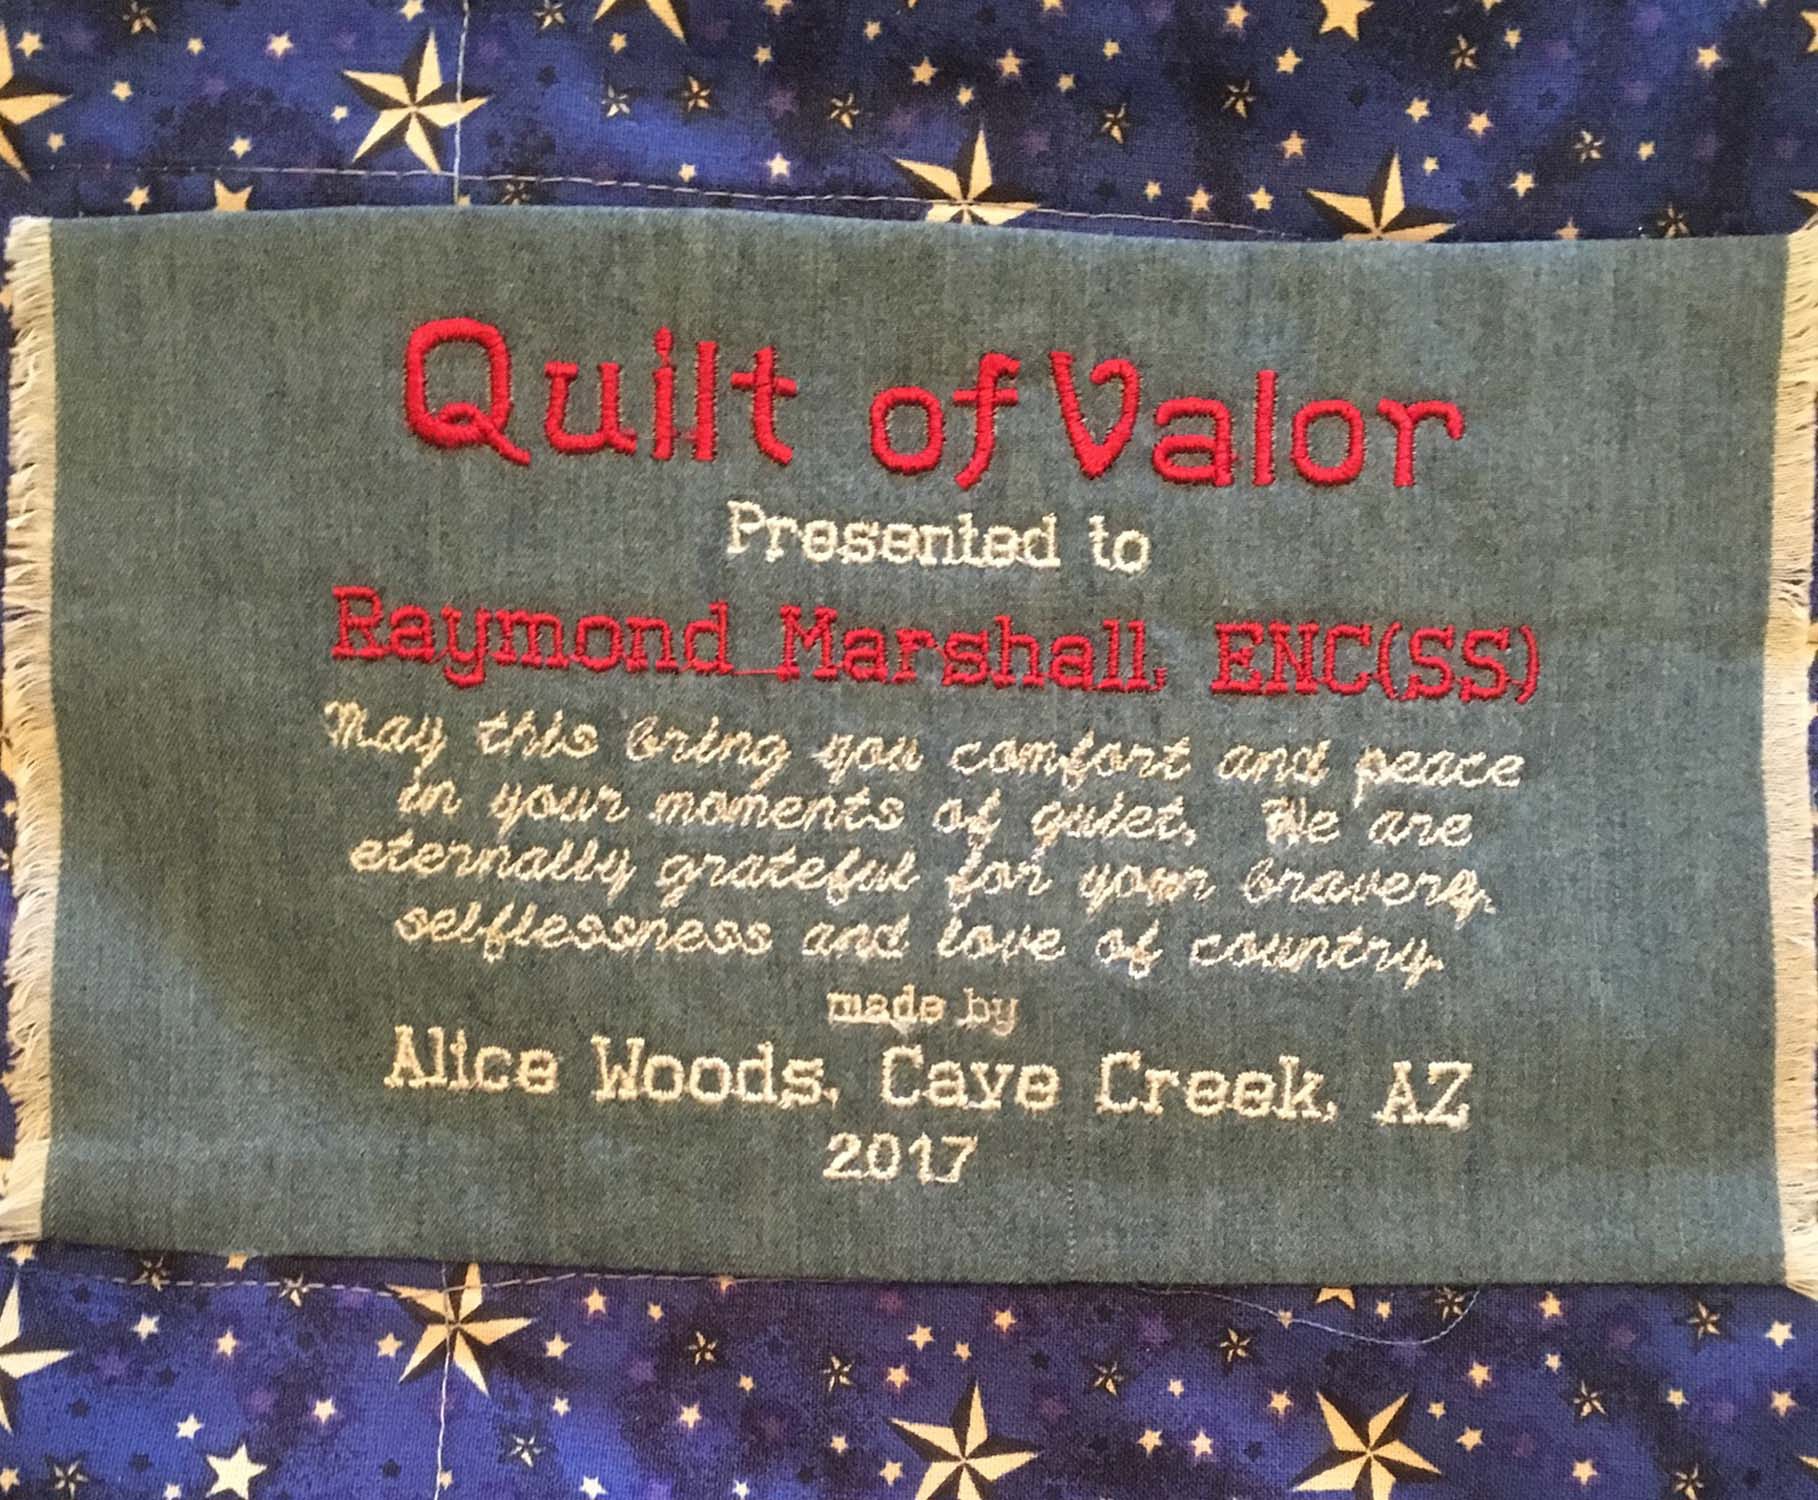 Quilt of Valor
Presented to
Raymond Marshall, ENC(SS)
May this bring you comfort and peace
in your moments of quiet. We are
eternally grateful for your bravery,
selflessness and love of country.
made by
Alice Woods, Cave Creek, AZ
2017